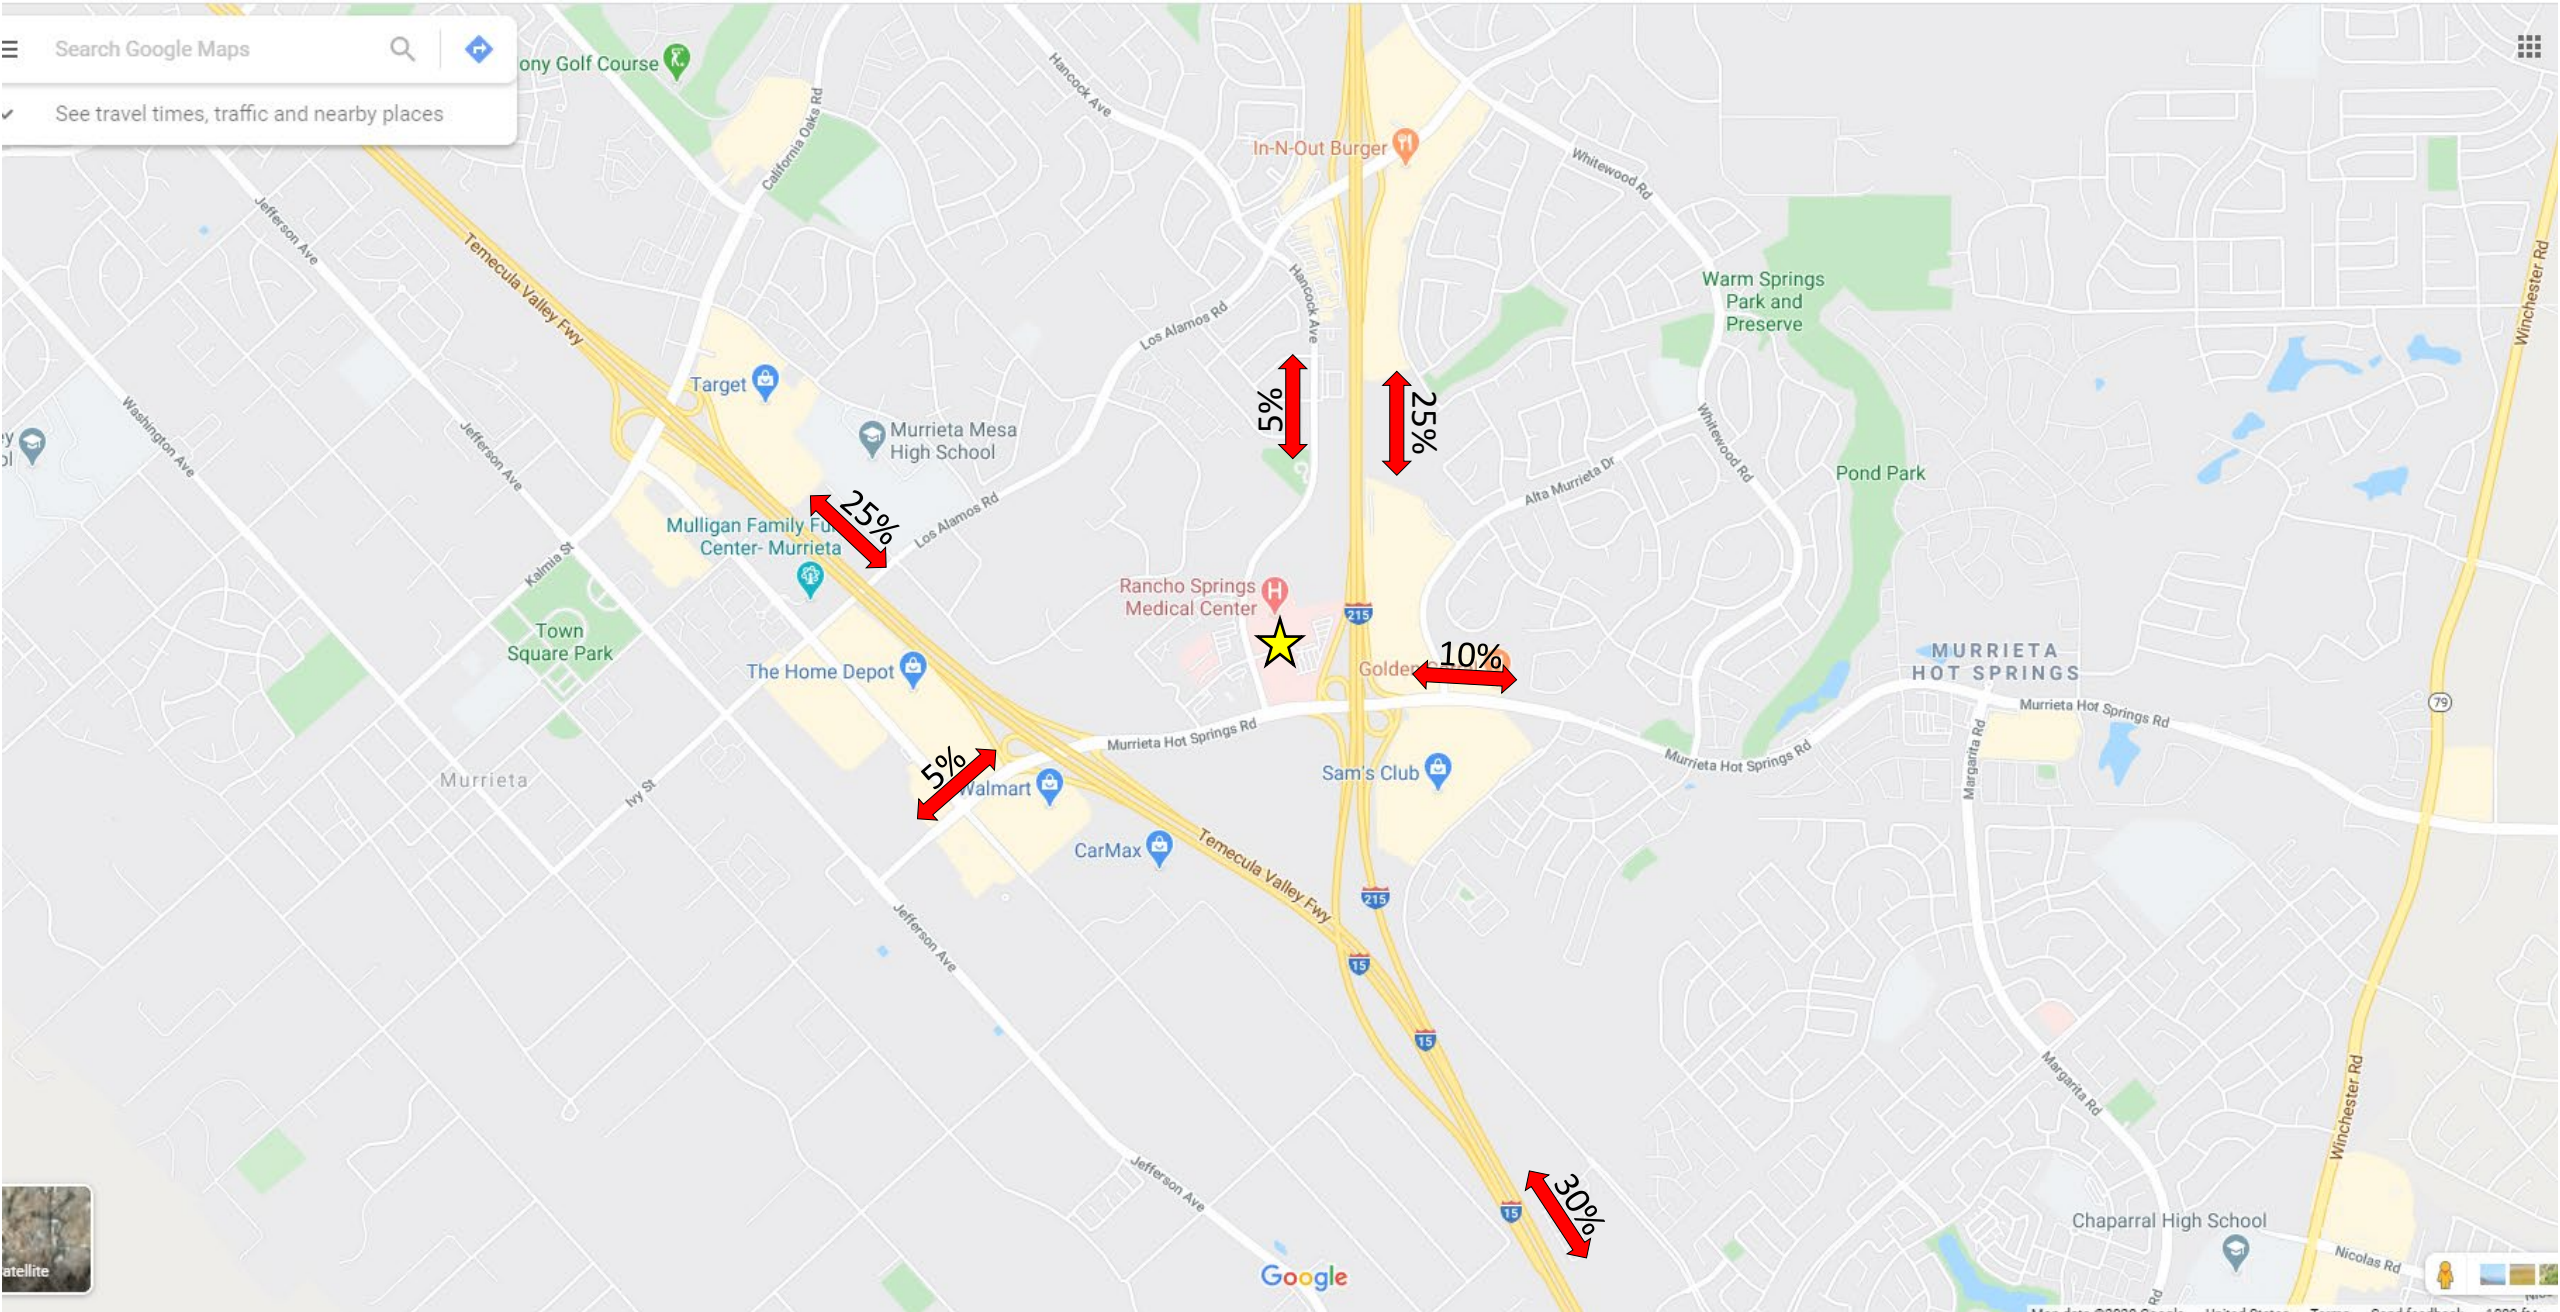 Search Google Maps
See travel times, traffic and nearby places
ony Golf Course
California Oaks Rd
Hancock Ave
In-N-Out Burger
Whitewood Rd
Jefferson Ave
Temecula Valley Fwy
Hancock Ave
Warm Springs
Park and
Preserve
Winchester Rd
Los Alamos Rd
Target
5%
25%
Washington Ave
Jefferson Ave
Murrieta Mesa
High School
Whitewood Rd
Alta Murrieta Dr
Pond Park
25%
Los Alamos Rd
Mulligan Family Fu
Center- Murrieta
Kalmia St
Rancho Springs
Medical Center
215
Town
Square Park
The Home Depot
Golden
10%
MURRIETA
HOT SPRINGS
79
Murrieta Hot Springs Rd
Murrieta Hot Springs Rd
Murrieta Hot Springs Rd
Margarita Rd
5%
Walmart
Sam's Club
Murrieta
Ivy St
CarMax
Temecula Valley Fwy
215
Jefferson Ave
15
15
Margarita Rd
Winchester Rd
Jefferson Ave
15
30%
Chaparral High School
Nicolas Rd
Google
atellite
Rd